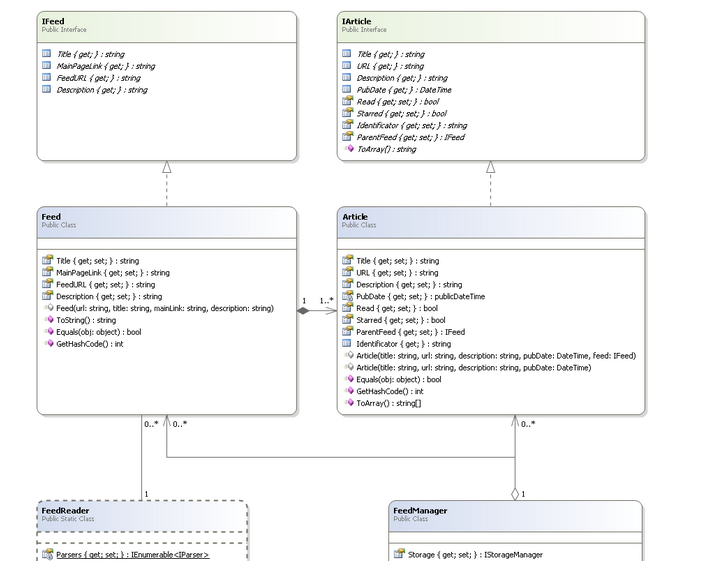 IFeed
Public Interface
Title { get; } : string
MainPageLink { get; } : string
FeedURL { get; } : string
Description { get; } : string
IArticle
Public Interface
Title { get; } : string
URL { get; } : string
Description { get; } : string
PubDate { get; } : DateTime
Read { get; set; } : bool
Starred { get; set; } : bool
Identificator { get; set; } : string
ParentFeed { get; set; } : IFeed
ToArray() : string
Feed
Public Class
Title { get; set; } : string
MainPageLink { get; set; } : string
FeedURL { get; set; } : string
Description { get; set; } : string
Feed(url: string, title: string, mainLink: string, description: string)
ToString() : string
Equals(obj: object) : bool
GetHashCode() : int
1
1..*
Article
Public Class
Title { get; set; } : string
URL { get; set; } : string
Description { get; set; } : string
PubDate { get; set; } : publicDateTime
Read { get; set; } : bool
Starred { get; set; } : bool
ParentFeed { get; set; } : IFeed
Identificator { get; } : string
Article(title: string, url: string, description: string, pubDate: DateTime, feed: IFeed)
Article(title: string, url: string, description: string, pubDate: DateTime)
Equals(obj: object) : bool
GetHashCode() : int
ToArray() : string[]
0..*
0..*
0..*
1
1
FeedReader
Public Static Class
Parsers { get; set; } : IEnumerable<IParser>
FeedManager
Public Class
Storage { get; set; } : IStorageManager